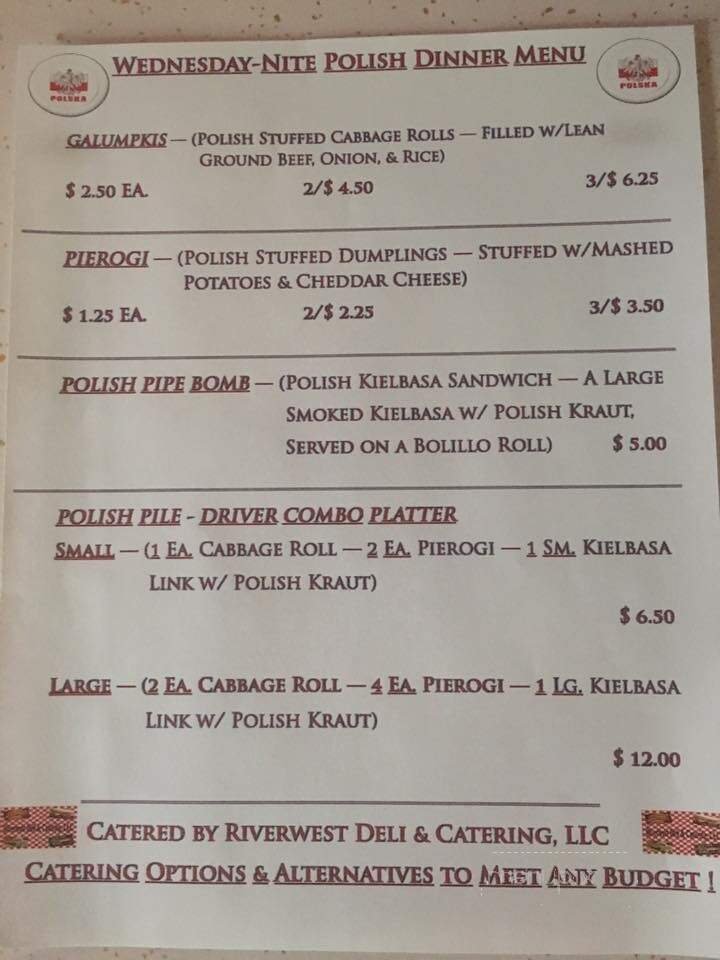 WEDNESDAY-NITE POLISH DINNER MENU
POLSKA
POLSKA
GALUMPKIS — (POLISH STUFFED CABBAGE ROLLS — FILLED W/LEAN
GROUND BEEF, ONION, & RICE)
$ 2.50 EA. 2/$ 4.50 3/$ 6.25
PIEROGI — (POLISH STUFFED DUMPLINGS — STUFFED W/MASHED
POTATOES & CHEDDAR CHEESE)
$ 1.25 EA. 2/$ 2.25 3/$ 3.50
POLISH PIPE BOMB — (POLISH KIELBASA SANDWICH — A LARGE
SMOKED KIELBASA W/ POLISH KRAUT,
SERVED ON A BOLILLO ROLL) $ 5.00
POLISH PILE - DRIVER COMBO PLATTER
SMALL — (1 EA. CABBAGE ROLL — 2 EA. PIEROGI — 1 SM. KIELBASA
LINK W/ POLISH KRAUT)
$ 6.50
LARGE — (2 EA. CABBAGE ROLL — 4 EA. PIEROGI — 1 LG. KIELBASA
LINK W/ POLISH KRAUT)
$ 12.00
CATERED BY RIVERWEST DELI & CATERING, LLC
CATERING OPTIONS & ALTERNATIVES TO MEET ANY BUDGET !